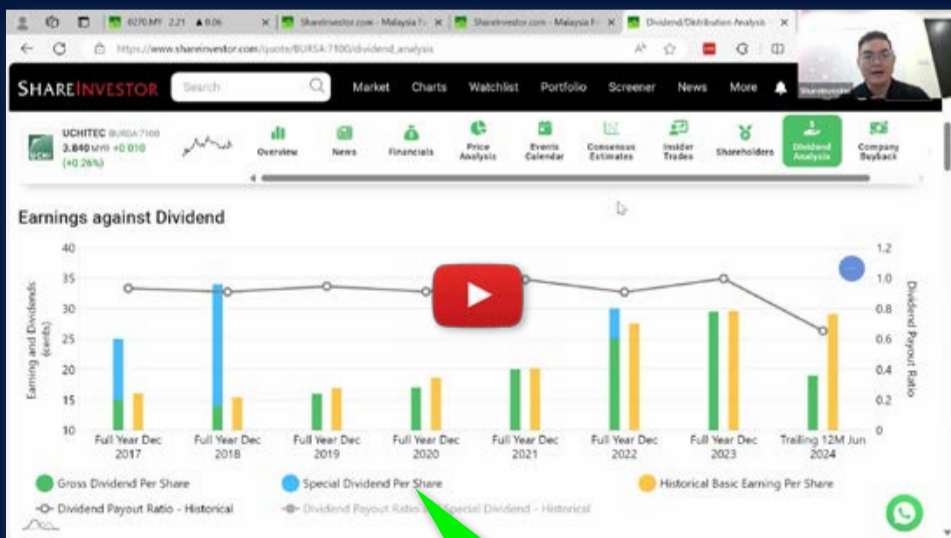 6270.MY 2.21 ▲0.06
Shareinvestor.com - Malaysia F
Shareinvestor.com - Malaysia F
Dividend/Distribution Analysis
https://www.shareinvestor.com/quote/BURSA:7100/dividend_analysis
SHAREINVESTOR Search Market Charts Watchlist Portfolio Screener News More
UCHITEC BURSA:7100
3.840 MYR +0.010
(+0.26%)
UCHI
Overview News Financials Price Analysis Events Calendar Consensus Estimates Insider Trades Shareholders Dividend Analysis Company Buyback
Earnings against Dividend
Earning and Dividends (cents)
40
35
30
25
20
15
10
1.2
1.0
0.8
0.6
0.4
0.2
0
Dividend Payout Ratio
Full Year Dec 2017
Full Year Dec 2018
Full Year Dec 2019
Full Year Dec 2020
Full Year Dec 2021
Full Year Dec 2022
Full Year Dec 2023
Trailing 12M Jun 2024
Gross Dividend Per Share Special Dividend Per Share Historical Basic Earning Per Share
Dividend Payout Ratio - Historical Dividend Payout Ratio Special Dividend - Historical